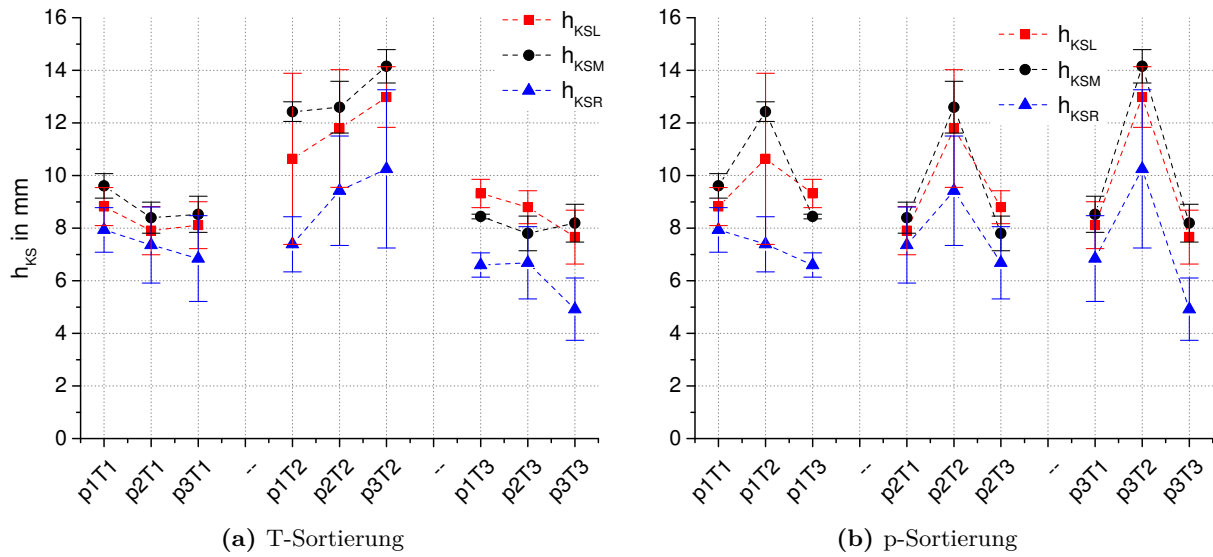 16
14
12
10
8
6
4
2
0
h_KS in mm
h_KSL
h_KSM
h_KSR
p1T1
p2T1
p3T1
--
p1T2
p2T2
p3T2
--
p1T3
p2T3
p3T3
(a) T-Sortierung
16
14
12
10
8
6
4
2
0
h_KSL
h_KSM
h_KSR
p1T1
p1T2
p1T3
--
p2T1
p2T2
p2T3
--
p3T1
p3T2
p3T3
(b) p-Sortierung